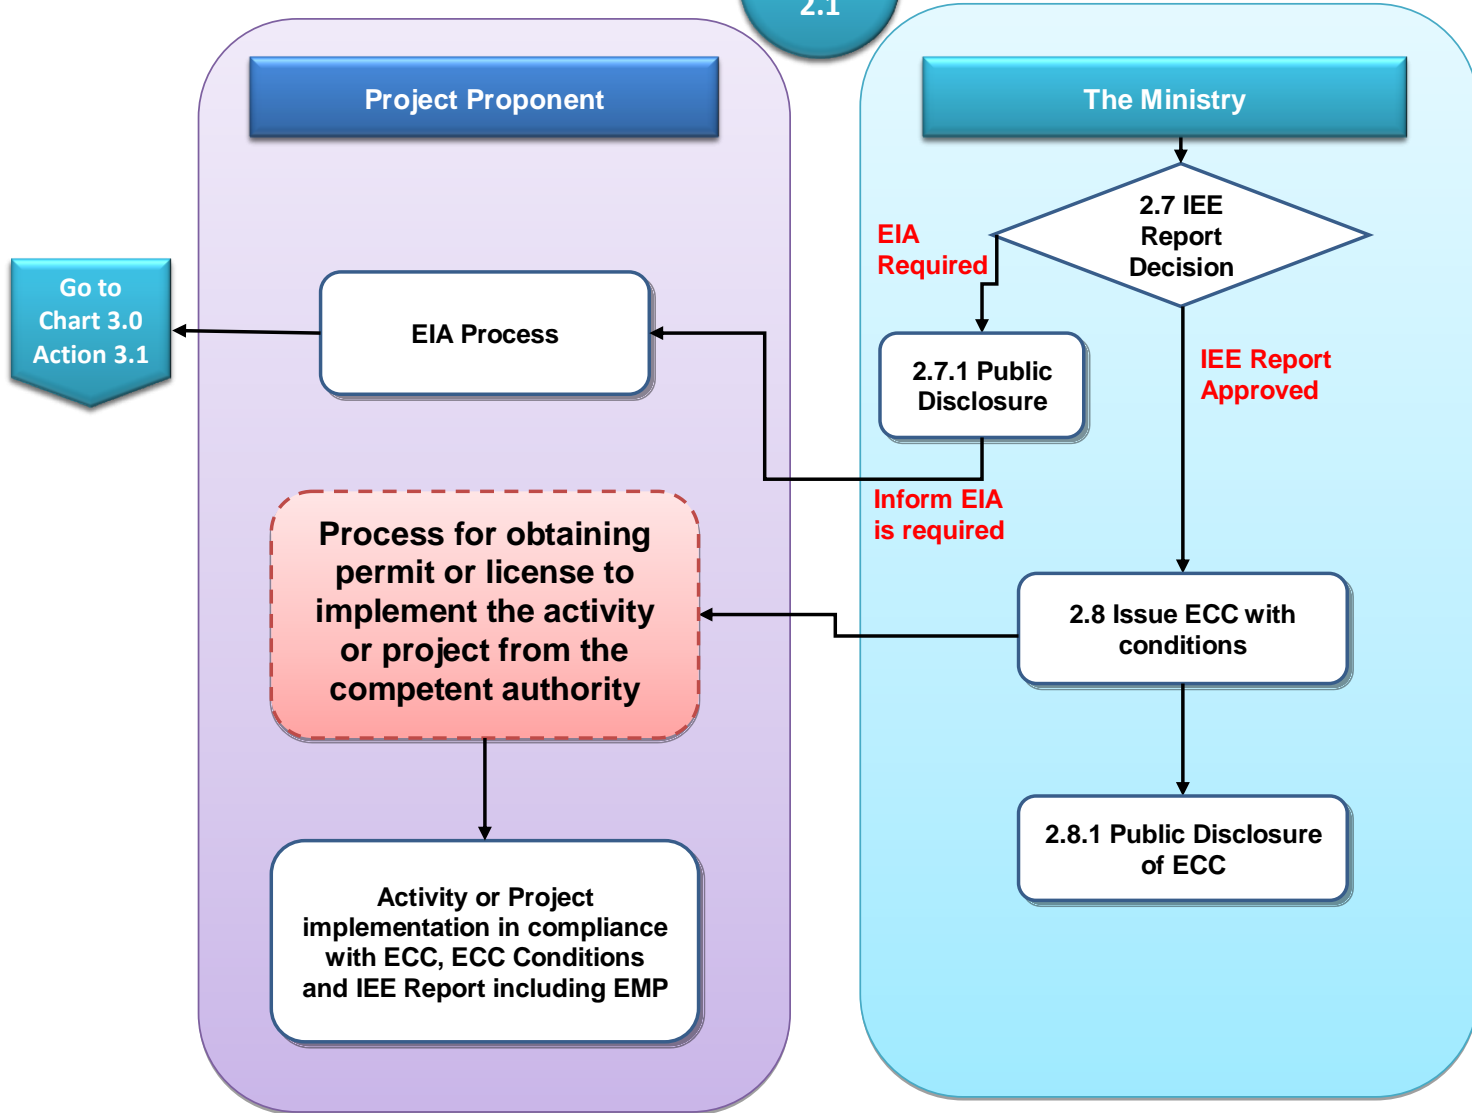 2.1
Project Proponent
The Ministry
2.7 IEE
Report
Decision
EIA
Required
Go to
Chart 3.0
Action 3.1
EIA Process
2.7.1 Public
Disclosure
IEE Report
Approved
Inform EIA
is required
Process for obtaining
permit or license to
implement the activity
or project from the
competent authority
2.8 Issue ECC with
conditions
2.8.1 Public Disclosure
of ECC
Activity or Project
implementation in compliance
with ECC, ECC Conditions
and IEE Report including EMP